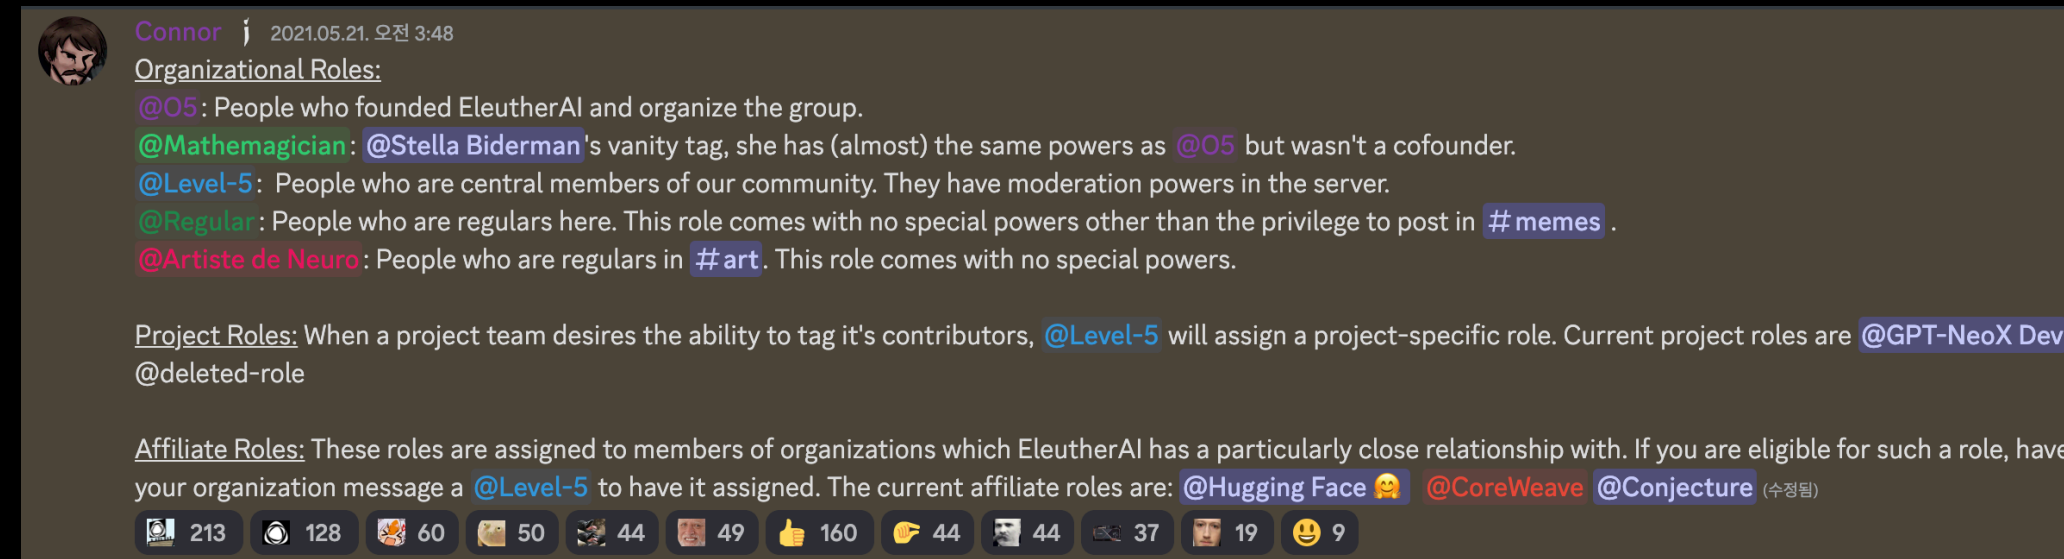 Connor 2021.05.21. 오전 3:48
Organizational Roles:
@O5: People who founded EleutherAI and organize the group.
@Mathemagician: @Stella Biderman's vanity tag, she has (almost) the same powers as @O5 but wasn't a cofounder.
@Level-5: People who are central members of our community. They have moderation powers in the server.
@Regular: People who are regulars here. This role comes with no special powers other than the privilege to post in #memes .
@Artiste de Neuro: People who are regulars in #art. This role comes with no special powers.
Project Roles: When a project team desires the ability to tag it's contributors, @Level-5 will assign a project-specific role. Current project roles are @GPT-NeoX Dev
@deleted-role
Affiliate Roles: These roles are assigned to members of organizations which EleutherAI has a particularly close relationship with. If you are eligible for such a role, have
your organization message a @Level-5 to have it assigned. The current affiliate roles are: @Hugging Face 🤗 @CoreWeave @Conjecture (수정됨)
213 128 60 50 44 49 👍 160 44 44 37 19 😃 9